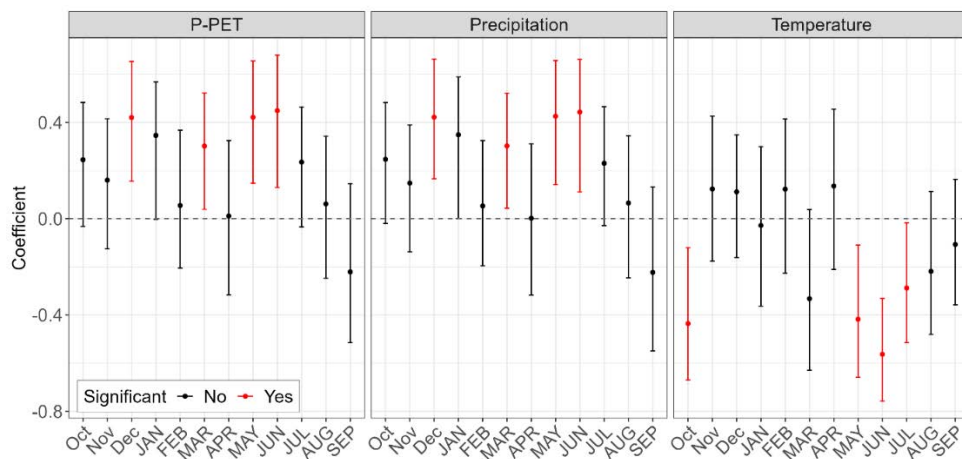 P-PET Precipitation Temperature
Coefficient
0.4
0.0
-0.4
-0.8
Significant No Yes
Oct Nov Dec JAN FEB MAR APR MAY JUN JUL AUG SEP
Oct Nov Dec JAN FEB MAR APR MAY JUN JUL AUG SEP
Oct Nov Dec JAN FEB MAR APR MAY JUN JUL AUG SEP